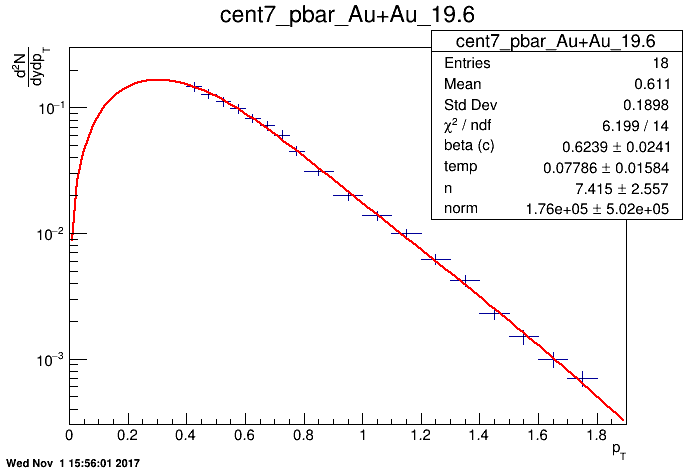 cent7_pbar_Au+Au_19.6
cent7_pbar_Au+Au_19.6
Entries 18
Mean 0.611
Std Dev 0.1898
χ² / ndf 6.199 / 14
beta (c) 0.6239 ± 0.0241
temp 0.07786 ± 0.01584
n 7.415 ± 2.557
norm 1.76e+05 ± 5.02e+05
d²N
dydp_T
10⁻¹
10⁻²
10⁻³
0 0.2 0.4 0.6 0.8 1 1.2 1.4 1.6 1.8
p_T
Wed Nov 1 15:56:01 2017